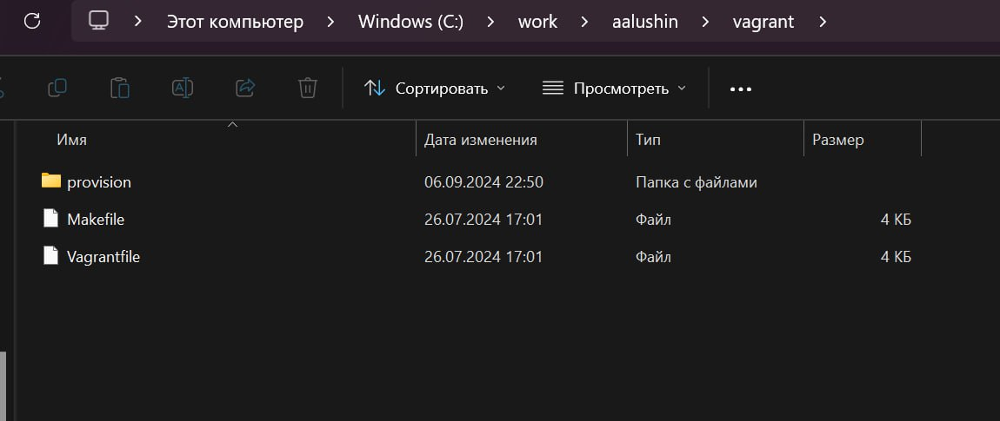 Этот компьютер > Windows (C:) > work > aalushin > vagrant >
Сортировать Просмотреть
Имя Дата изменения Тип Размер
provision 06.09.2024 22:50 Папка с файлами
Makefile 26.07.2024 17:01 Файл 4 КБ
Vagrantfile 26.07.2024 17:01 Файл 4 КБ